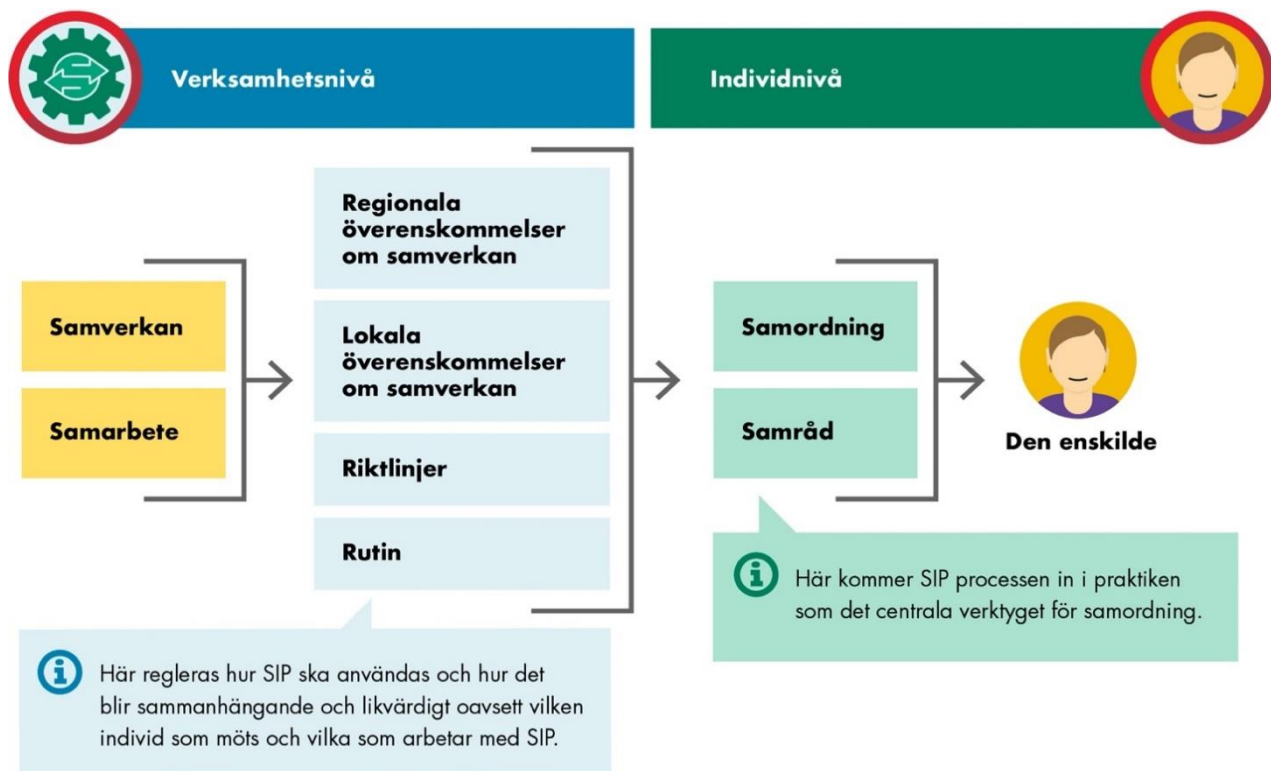 Verksamhetsnivå
Individnivå
Samverkan
Samarbete
Regionala
överenskommelser
om samverkan
Lokala
överenskommelser
om samverkan
Riktlinjer
Rutin
Här regleras hur SIP ska användas och hur det
blir sammanhängande och likvärdigt oavsett vilken
individ som möts och vilka som arbetar med SIP.
Samordning
Samråd
Här kommer SIP processen in i praktiken
som det centrala verktyget för samordning.
Den enskilde